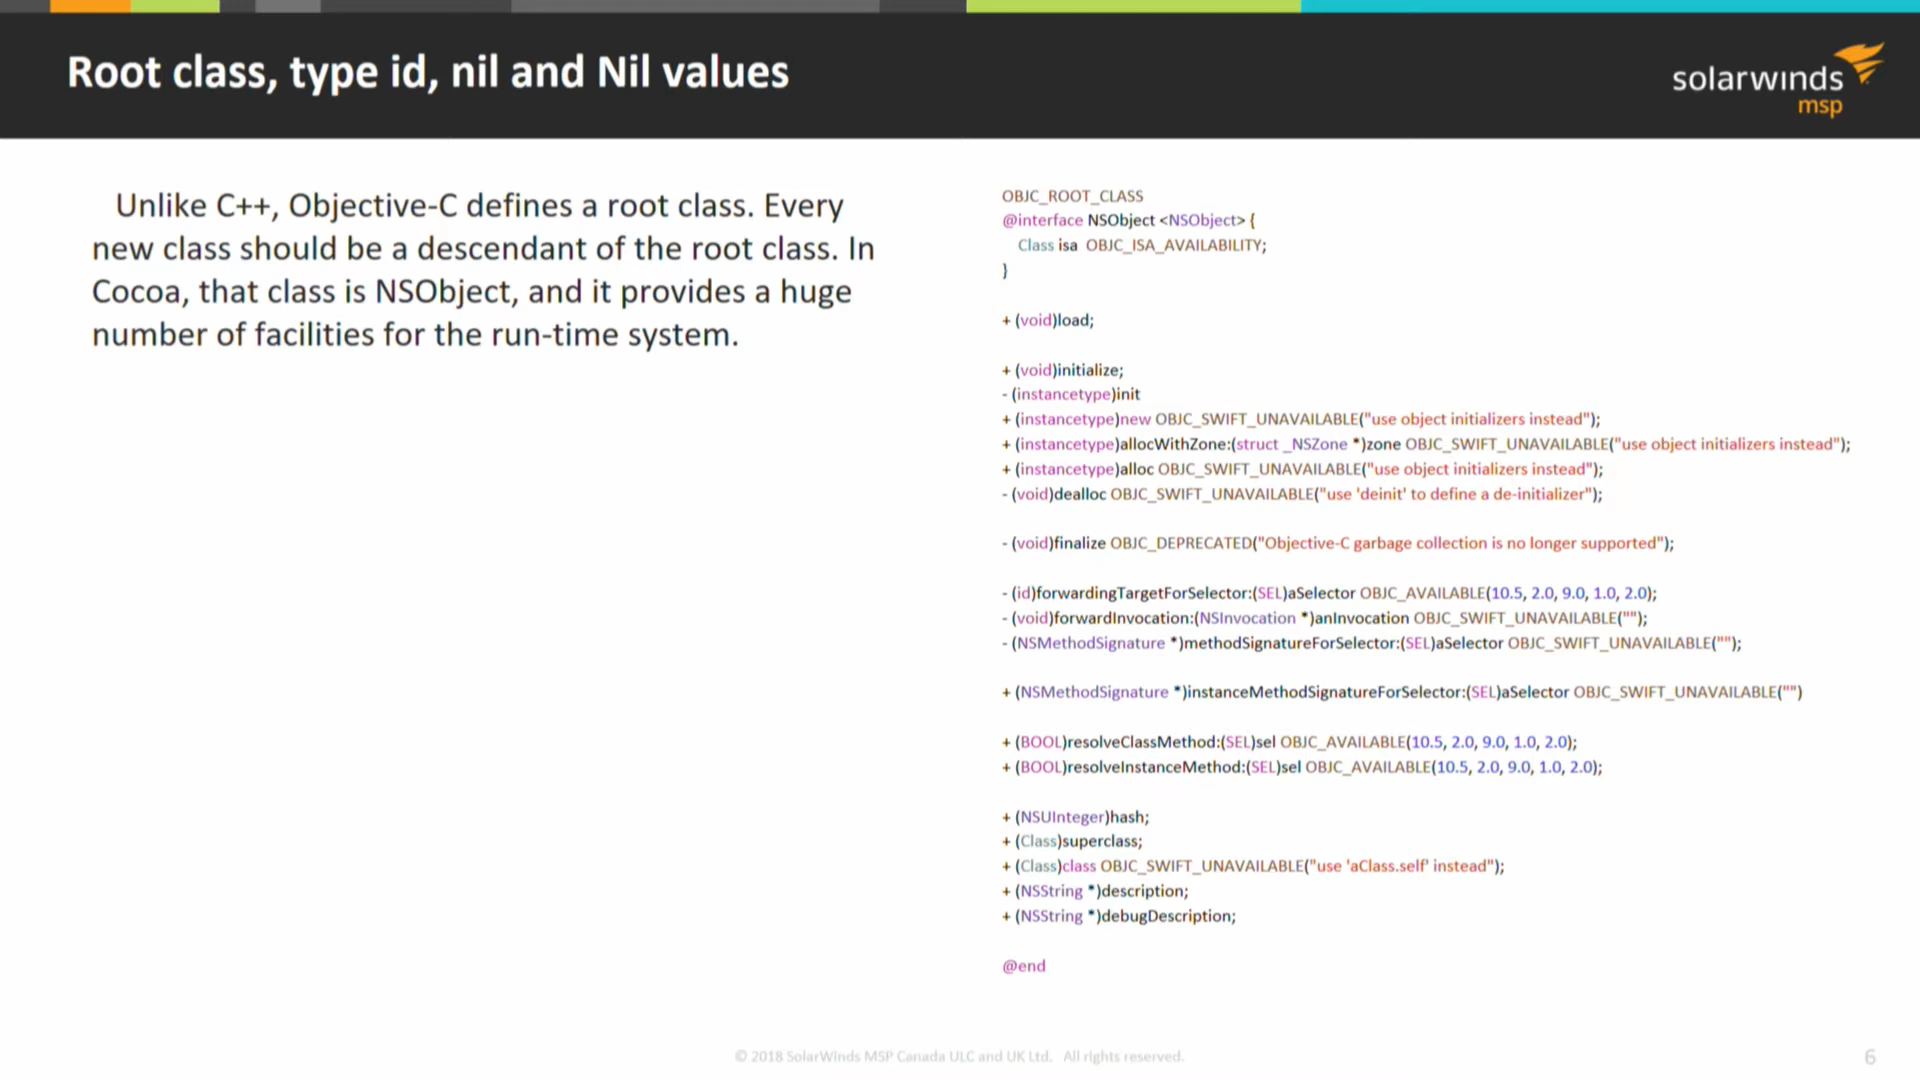 Root class, type id, nil and Nil values
solarwinds
msp
Unlike C++, Objective-C defines a root class. Every
new class should be a descendant of the root class. In
Cocoa, that class is NSObject, and it provides a huge
number of facilities for the run-time system.
OBJC_ROOT_CLASS
@interface NSObject <NSObject> {
Class isa OBJC_ISA_AVAILABILITY;
}
+ (void)load;
+ (void)initialize;
- (instancetype)init
+ (instancetype)new OBJC_SWIFT_UNAVAILABLE("use object initializers instead");
+ (instancetype)allocWithZone:(struct _NSZone *)zone OBJC_SWIFT_UNAVAILABLE("use object initializers instead");
+ (instancetype)alloc OBJC_SWIFT_UNAVAILABLE("use object initializers instead");
- (void)dealloc OBJC_SWIFT_UNAVAILABLE("use 'deinit' to define a de-initializer");
- (void)finalize OBJC_DEPRECATED("Objective-C garbage collection is no longer supported");
- (id)forwardingTargetForSelector:(SEL)aSelector OBJC_AVAILABLE(10.5, 2.0, 9.0, 1.0, 2.0);
- (void)forwardInvocation:(NSInvocation *)anInvocation OBJC_SWIFT_UNAVAILABLE("");
- (NSMethodSignature *)methodSignatureForSelector:(SEL)aSelector OBJC_SWIFT_UNAVAILABLE("");
+ (NSMethodSignature *)instanceMethodSignatureForSelector:(SEL)aSelector OBJC_SWIFT_UNAVAILABLE("")
+ (BOOL)resolveClassMethod:(SEL)sel OBJC_AVAILABLE(10.5, 2.0, 9.0, 1.0, 2.0);
+ (BOOL)resolveInstanceMethod:(SEL)sel OBJC_AVAILABLE(10.5, 2.0, 9.0, 1.0, 2.0);
+ (NSUInteger)hash;
+ (Class)superclass;
+ (Class)class OBJC_SWIFT_UNAVAILABLE("use 'aClass.self' instead");
+ (NSString *)description;
+ (NSString *)debugDescription;
@end
© 2018 SolarWinds MSP Canada ULC and UK Ltd. All rights reserved.
6